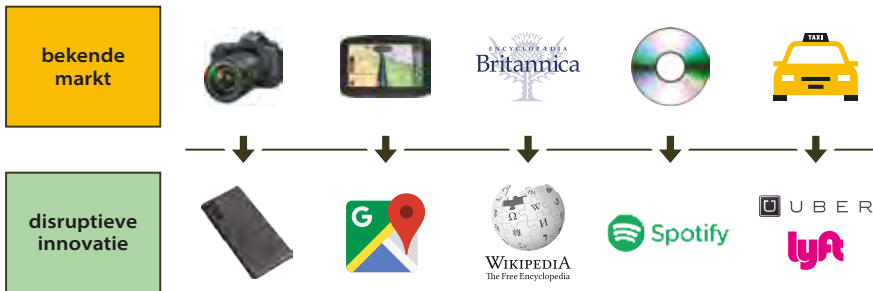 bekende
markt
ENCYCLOPÆDIA
Britannica
TAXI
disruptieve
innovatie
G
Ω
W
И
WIKIPEDIA
The Free Encyclopedia
Spotify
U UBER
lyft